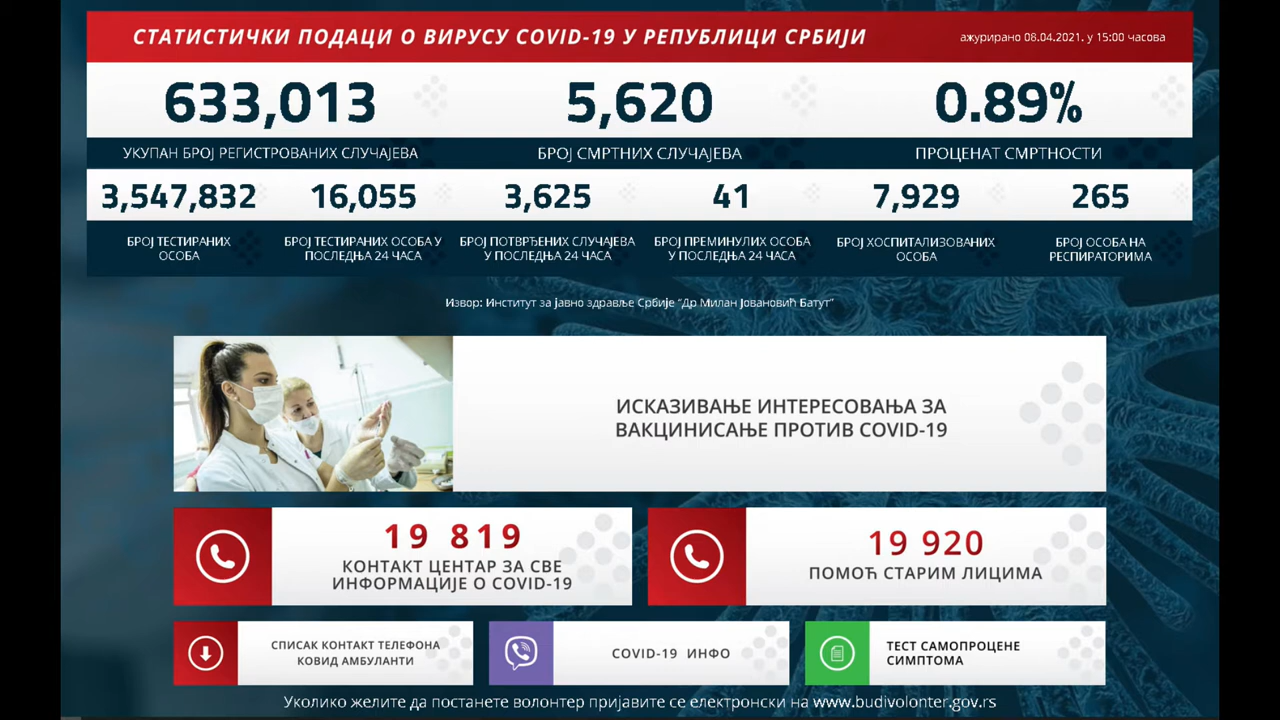 СТАТИСТИЧКИ ПОДАЦИ О ВИРУСУ COVID-19 У РЕПУБЛИЦИ СРБИЈИ
ажурирано 08.04.2021. у 15:00 часова
633,013
5,620
0.89%
УКУПАН БРОЈ РЕГИСТРОВАНИХ СЛУЧАЈЕВА
БРОЈ СМРТНИХ СЛУЧАЈЕВА
ПРОЦЕНАТ СМРТНОСТИ
3,547,832
16,055
3,625
41
7,929
265
БРОЈ ТЕСТИРАНИХ
ОСОБА
БРОЈ ТЕСТИРАНИХ ОСОБА У
ПОСЛЕДЊА 24 ЧАСА
БРОЈ ПОТВРЂЕНИХ СЛУЧАЈЕВА
У ПОСЛЕДЊА 24 ЧАСА
БРОЈ ПРЕМИНУЛИХ ОСОБА
У ПОСЛЕДЊА 24 ЧАСА
БРОЈ ХОСПИТАЛИЗОВАНИХ
ОСОБА
БРОЈ ОСОБА НА
РЕСПИРАТОРИМА
Извор: Институт за јавно здравље Србије “Др Милан Јовановић Батут”
ИСКАЗИВАЊЕ ИНТЕРЕСОВАЊА ЗА
ВАКЦИНИСАЊЕ ПРОТИВ COVID-19
19 819
КОНТАКТ ЦЕНТАР ЗА СВЕ
ИНФОРМАЦИЈЕ О COVID-19
19 920
ПОМОЋ СТАРИМ ЛИЦИМА
СПИСАК КОНТАКТ ТЕЛЕФОНА
КОВИД АМБУЛАНТИ
COVID-19 ИНФО
ТЕСТ САМОПРОЦЕНЕ
СИМПТОМА
Уколико желите да постанете волонтер пријавите се електронски на www.budivolonter.gov.rs